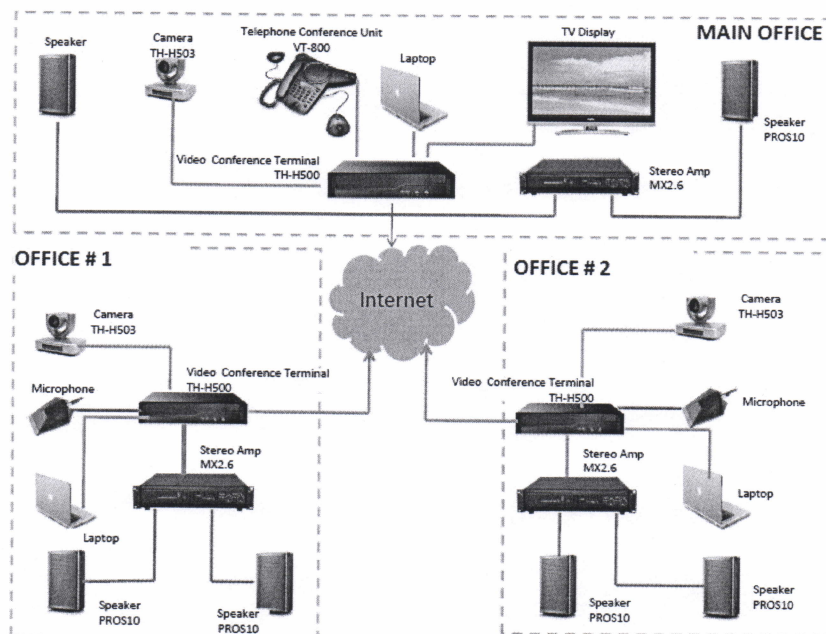 MAIN OFFICE
Speaker
Camera
TH-H503
Telephone Conference Unit
VT-800
Laptop
TV Display
Speaker
PROS10
Video Conference Terminal
TH-H500
Stereo Amp
MX2.6
Internet
OFFICE # 1
Camera
TH-H503
Microphone
Video Conference Terminal
TH-H500
Stereo Amp
MX2.6
Laptop
Speaker
PROS10
Speaker
PROS10
OFFICE # 2
Camera
TH-H503
Video Conference Terminal
TH-H500
Microphone
Stereo Amp
MX2.6
Laptop
Speaker
PROS10
Speaker
PROS10